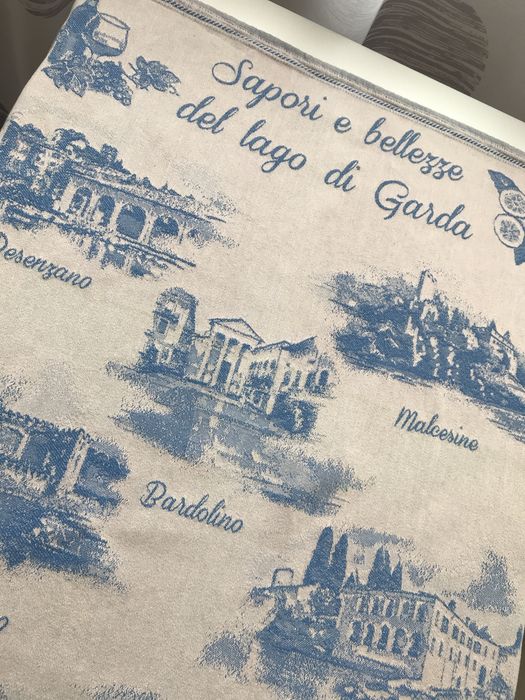 Sapori e bellezze
del lago di Garda
Desenzano
Malcesine
Bardolino